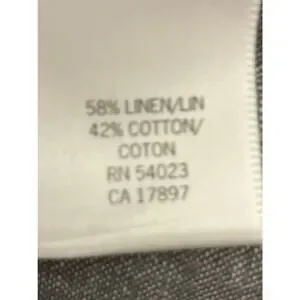 58% LINEN/LIN
42% COTTON/
COTON
RN 54023
CA 17897